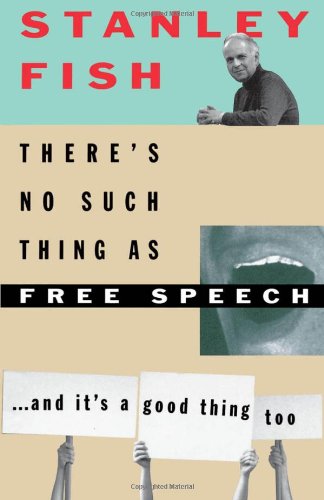 STANLEY
FISH
THERE'S
NO SUCH
THING AS
FREE SPEECH
...and it's a good thing too